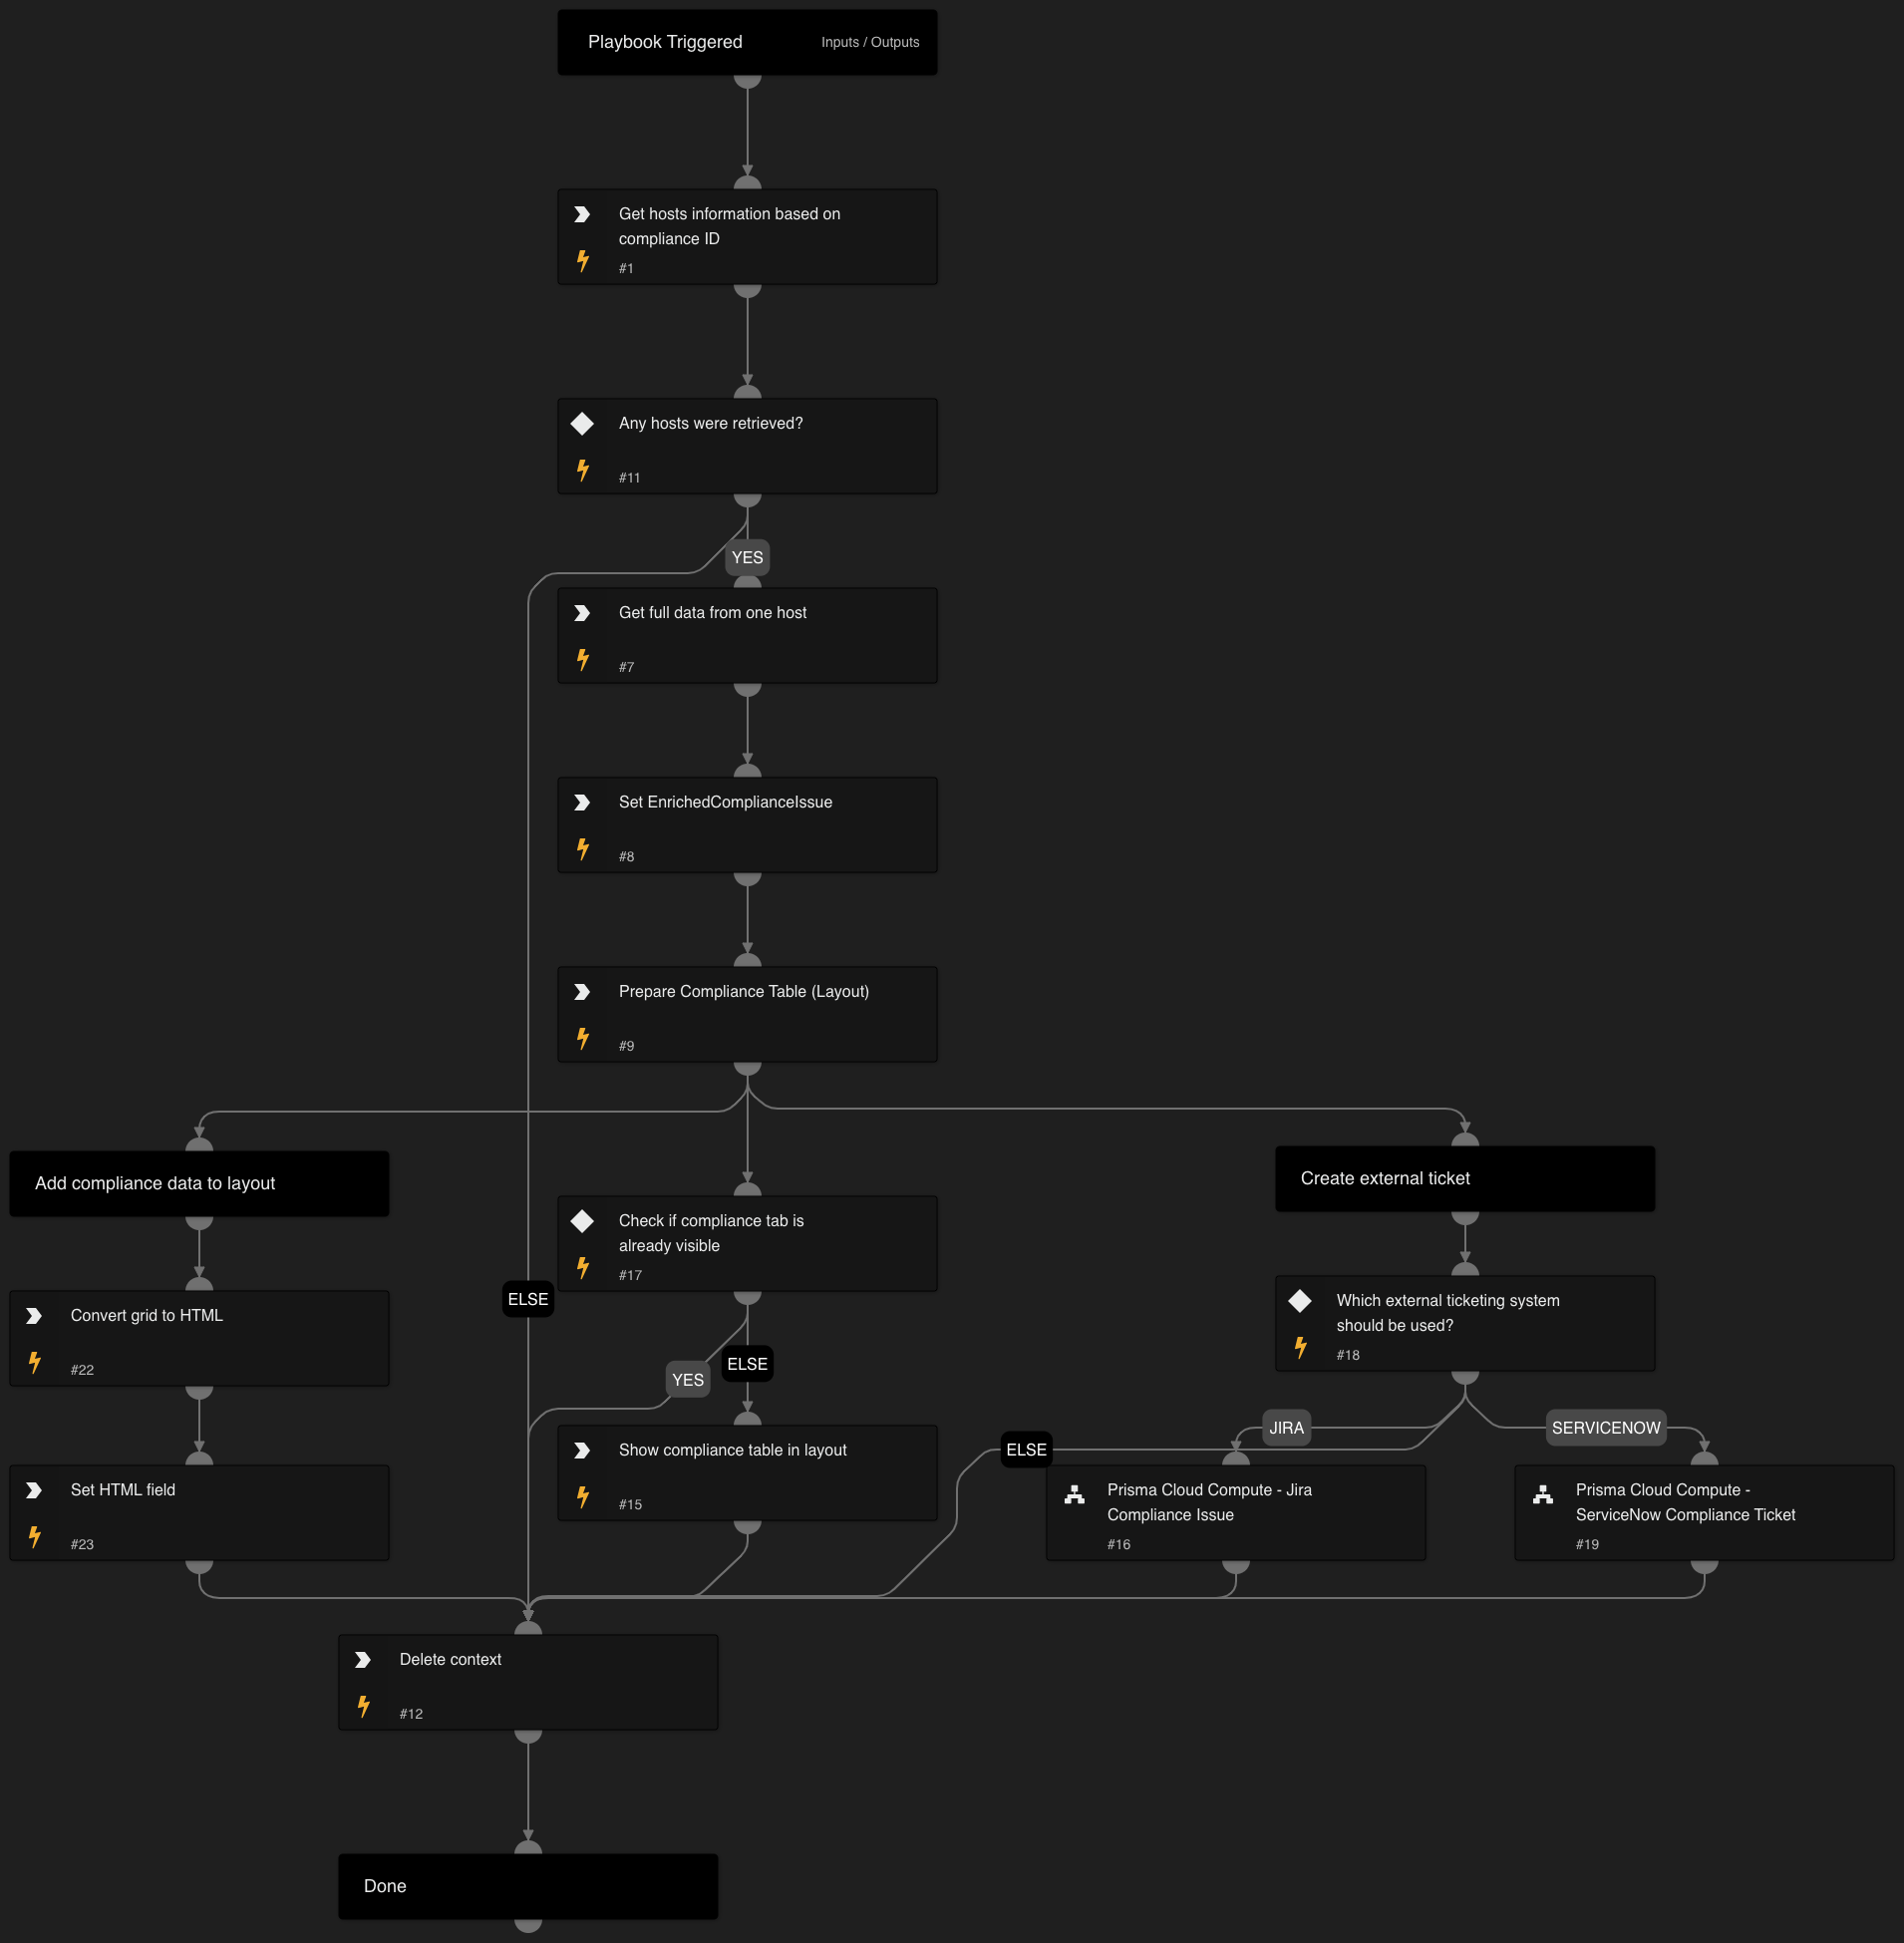 Playbook Triggered
Inputs / Outputs
Get hosts information based on
compliance ID
#1
Any hosts were retrieved?
#11
YES
Get full data from one host
#7
Set EnrichedComplianceIssue
#8
Prepare Compliance Table (Layout)
#9
Add compliance data to layout
Convert grid to HTML
#22
Set HTML field
#23
ELSE
Check if compliance tab is
already visible
#17
YES
ELSE
Show compliance table in layout
#15
Create external ticket
Which external ticketing system
should be used?
#18
JIRA
SERVICENOW
ELSE
Prisma Cloud Compute - Jira
Compliance Issue
#16
Prisma Cloud Compute -
ServiceNow Compliance Ticket
#19
Delete context
#12
Done